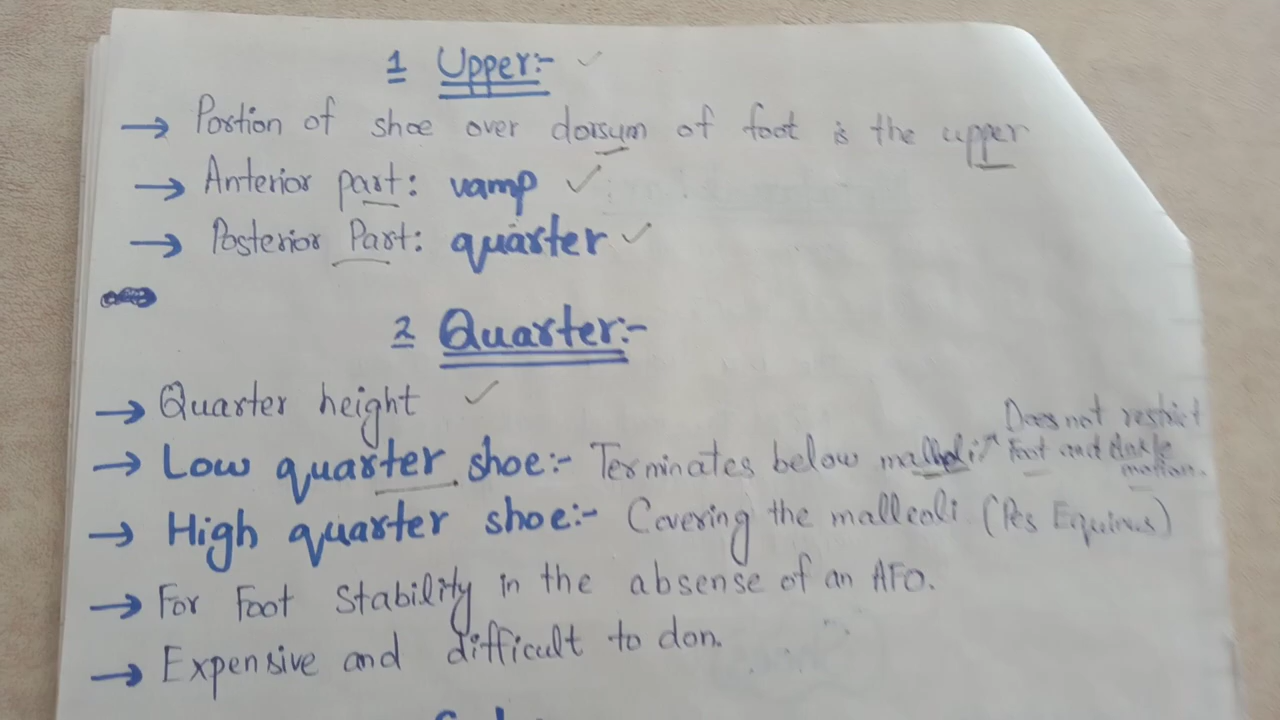 1 Upper:-
→ Portion of shoe over dorsum of foot is the upper
→ Anterior part: vamp ✓
→ Posterior Part: quarter ✓
2 Quarter:-
→ Quarter height ✓
→ Low quarter shoe:- Terminates below malleoli Does not restrict Foot and Ankle motion.
→ High quarter shoe:- Covering the malleoli (Pes Equinus)
→ For Foot Stability in the absense of an AFO.
→ Expensive and difficult to don.